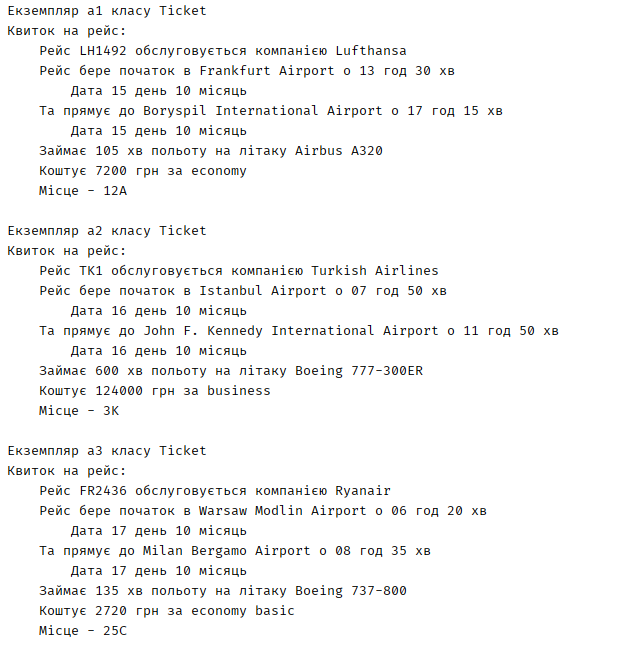 Екземпляр a1 класу Ticket
Квиток на рейс:
Рейс LH1492 обслуговується компанією Lufthansa
Рейс бере початок в Frankfurt Airport о 13 год 30 хв
Дата 15 день 10 місяць
Та прямує до Boryspil International Airport о 17 год 15 хв
Дата 15 день 10 місяць
Займає 105 хв польоту на літаку Airbus A320
Коштує 7200 грн за economy
Місце - 12A
Екземпляр a2 класу Ticket
Квиток на рейс:
Рейс TK1 обслуговується компанією Turkish Airlines
Рейс бере початок в Istanbul Airport о 07 год 50 хв
Дата 16 день 10 місяць
Та прямує до John F. Kennedy International Airport о 11 год 50 хв
Дата 16 день 10 місяць
Займає 600 хв польоту на літаку Boeing 777-300ER
Коштує 124000 грн за business
Місце - 3K
Екземпляр a3 класу Ticket
Квиток на рейс:
Рейс FR2436 обслуговується компанією Ryanair
Рейс бере початок в Warsaw Modlin Airport о 06 год 20 хв
Дата 17 день 10 місяць
Та прямує до Milan Bergamo Airport о 08 год 35 хв
Дата 17 день 10 місяць
Займає 135 хв польоту на літаку Boeing 737-800
Коштує 2720 грн за economy basic
Місце - 25C